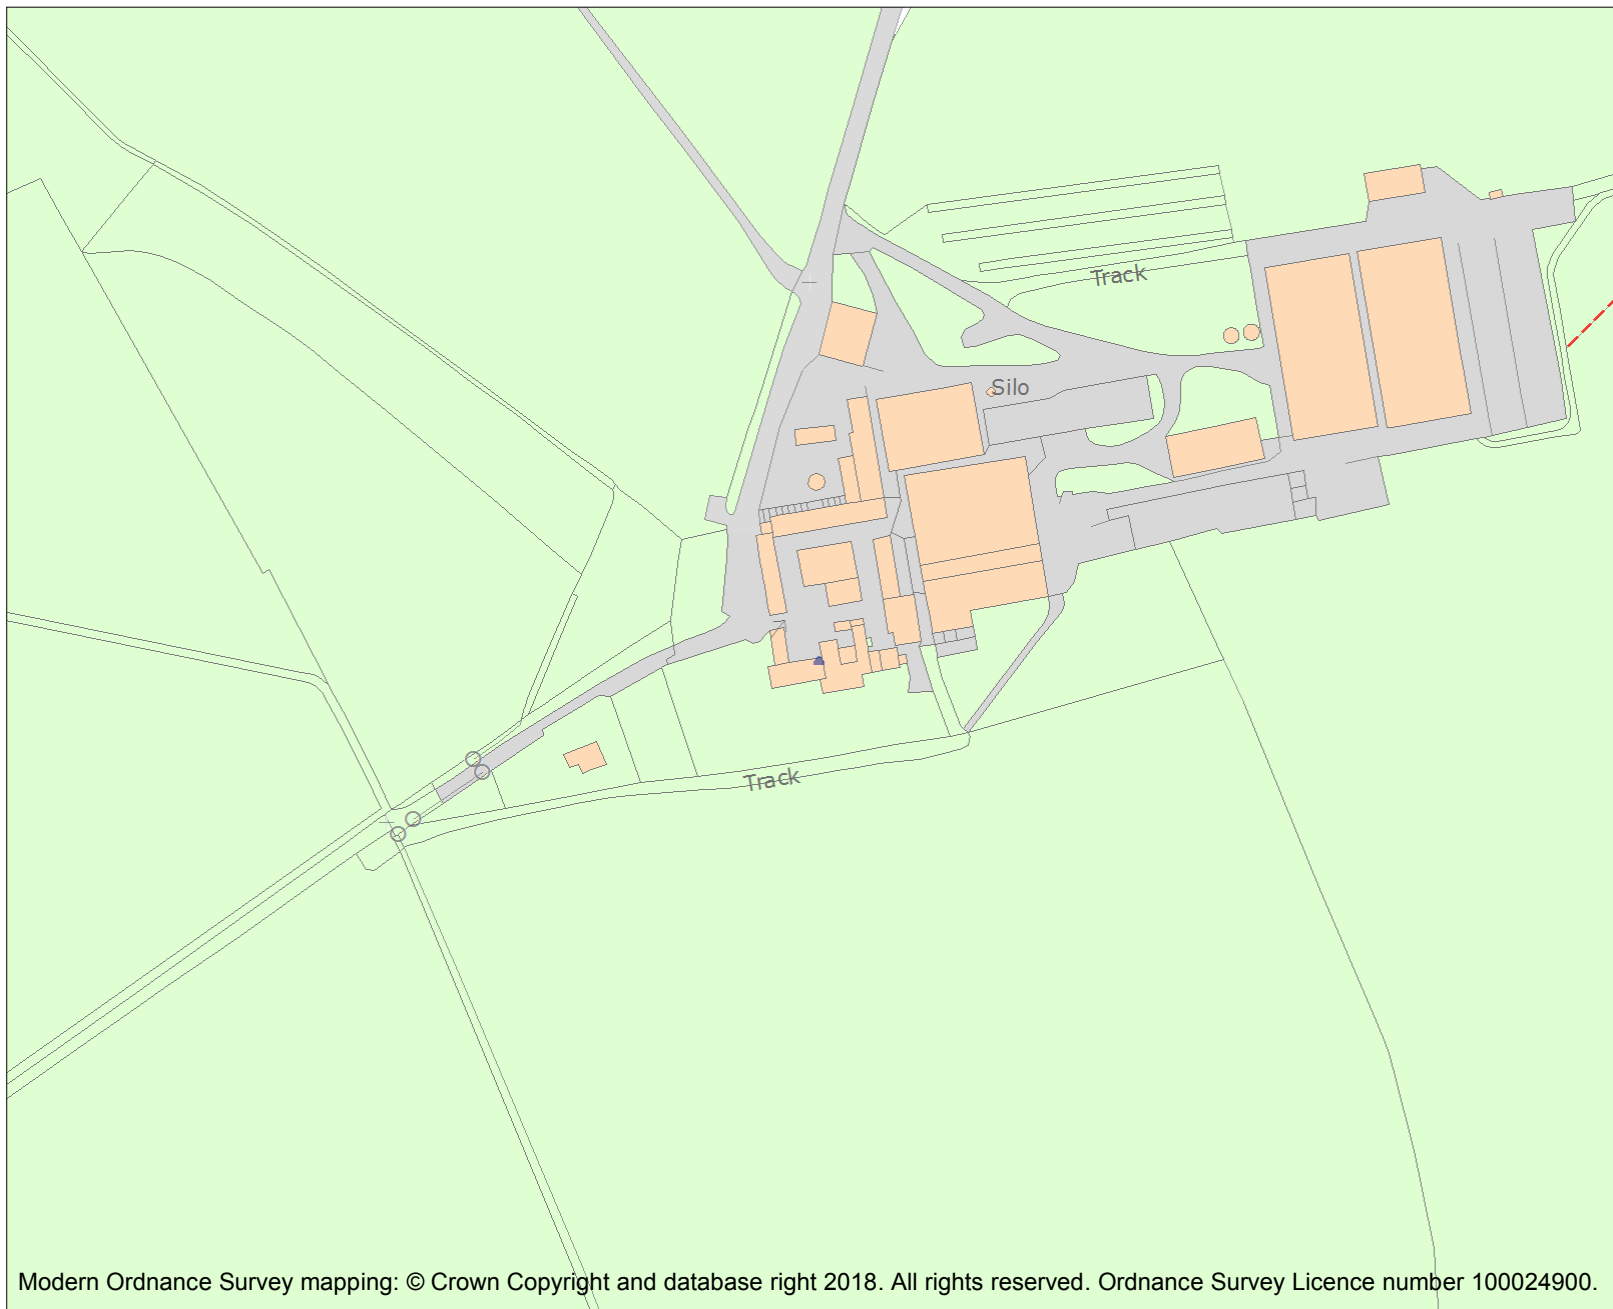 Track
Silo
Track
Modern Ordnance Survey mapping: © Crown Copyright and database right 2018. All rights reserved. Ordnance Survey Licence number 100024900.